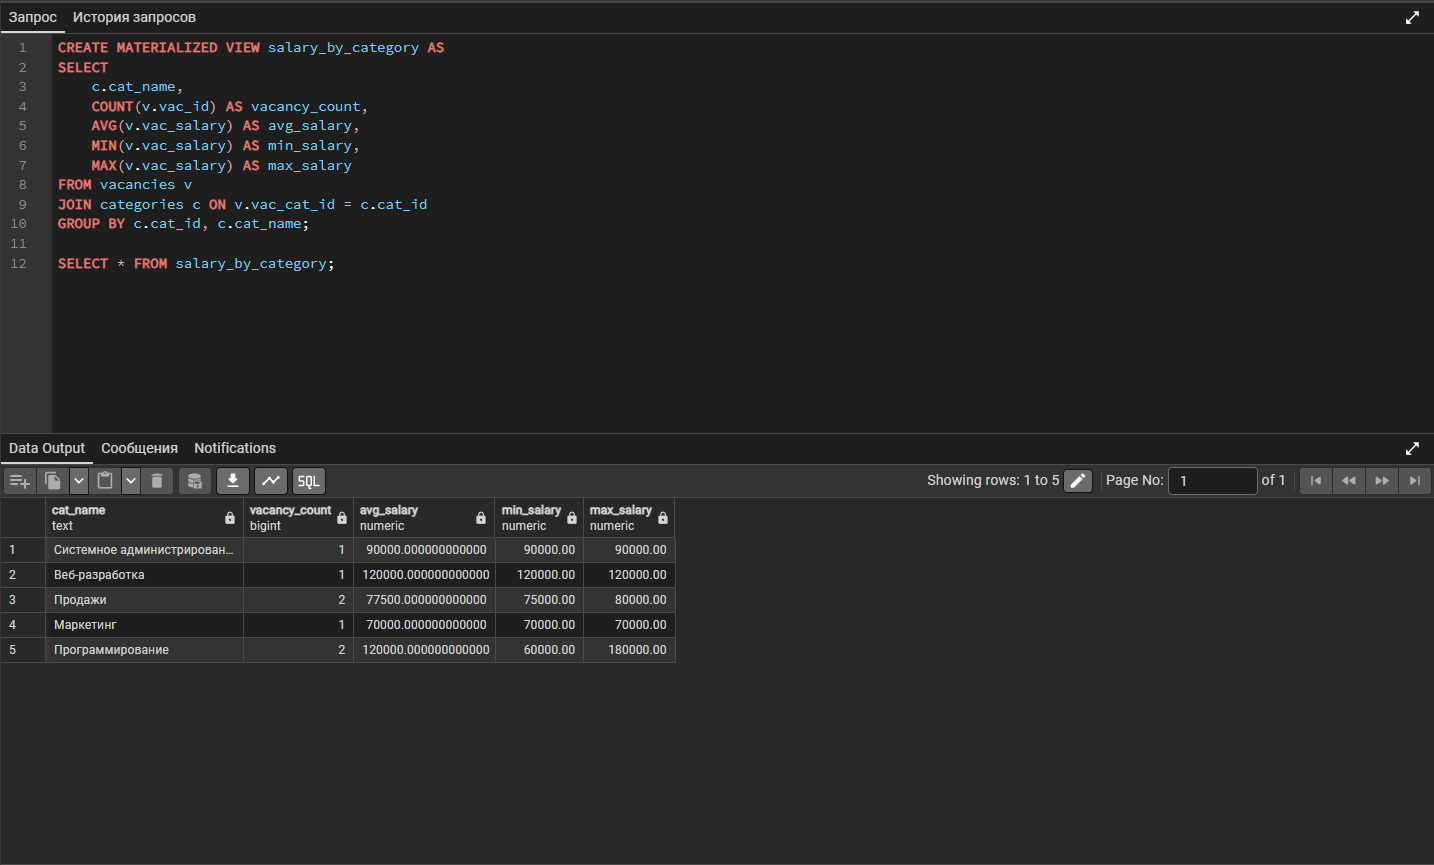 Запрос История запросов
1 CREATE MATERIALIZED VIEW salary_by_category AS
2 SELECT
3 c.cat_name,
4 COUNT(v.vac_id) AS vacancy_count,
5 AVG(v.vac_salary) AS avg_salary,
6 MIN(v.vac_salary) AS min_salary,
7 MAX(v.vac_salary) AS max_salary
8 FROM vacancies v
9 JOIN categories c ON v.vac_cat_id = c.cat_id
10 GROUP BY c.cat_id, c.cat_name;
11
12 SELECT * FROM salary_by_category;
Data Output Сообщения Notifications
SQL Showing rows: 1 to 5 Page No: 1 of 1
cat_name vacancy_count avg_salary min_salary max_salary
text bigint numeric numeric numeric
1 Системное администрирован… 1 90000.000000000000 90000.00 90000.00
2 Веб-разработка 1 120000.000000000000 120000.00 120000.00
3 Продажи 2 77500.000000000000 75000.00 80000.00
4 Маркетинг 1 70000.000000000000 70000.00 70000.00
5 Программирование 2 120000.000000000000 60000.00 180000.00